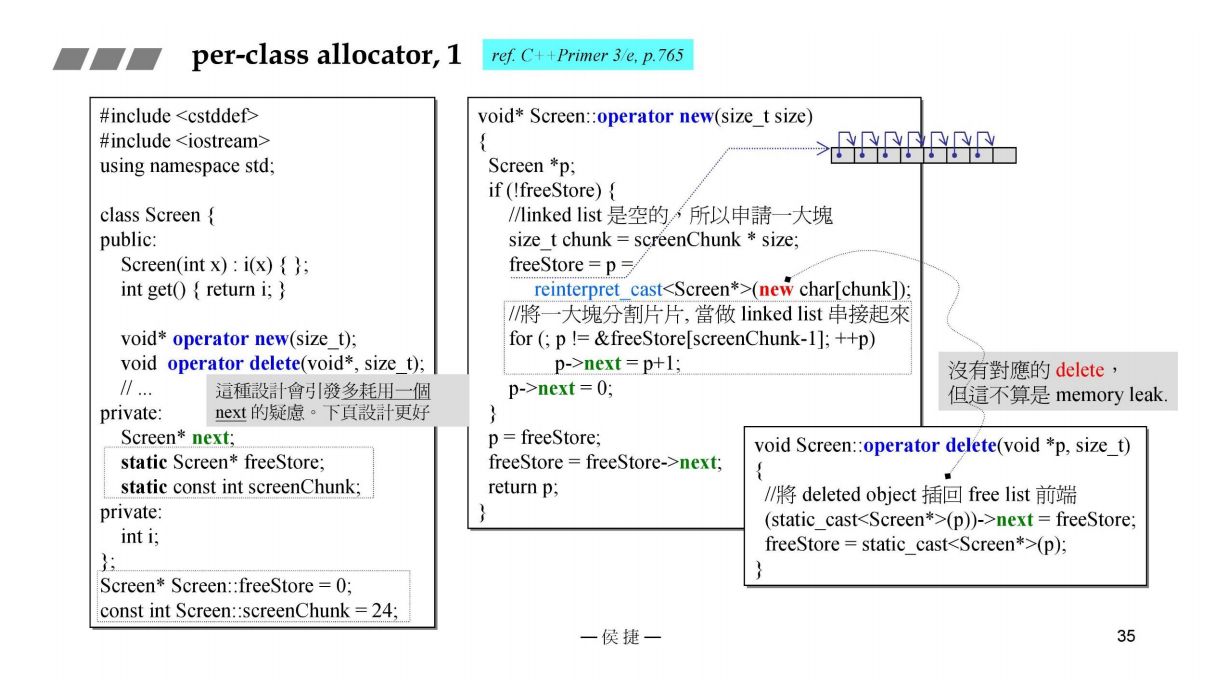 per-class allocator, 1
ref. C++Primer 3/e, p.765
#include <cstddef>
#include <iostream>
using namespace std;
class Screen {
public:
Screen(int x) : i(x) { };
int get() { return i; }
void* operator new(size_t);
void operator delete(void*, size_t);
// ...
這種設計會引發多耗用一個
next 的疑慮。下頁設計更好
private:
Screen* next;
static Screen* freeStore;
static const int screenChunk;
private:
int i;
};
Screen* Screen::freeStore = 0;
const int Screen::screenChunk = 24;
void* Screen::operator new(size_t size)
{
Screen *p;
if (!freeStore) {
//linked list 是空的，所以申請一大塊
size_t chunk = screenChunk * size;
freeStore = p =
reinterpret_cast<Screen*>(new char[chunk]);
//將一大塊分割片片, 當做 linked list 串接起來
for (; p != &freeStore[screenChunk-1]; ++p)
p->next = p+1;
p->next = 0;
}
p = freeStore;
freeStore = freeStore->next;
return p;
}
沒有對應的 delete，
但這不算是 memory leak.
void Screen::operator delete(void *p, size_t)
{
//將 deleted object 插回 free list 前端
(static_cast<Screen*>(p))->next = freeStore;
freeStore = static_cast<Screen*>(p);
}
— 侯捷 —
35